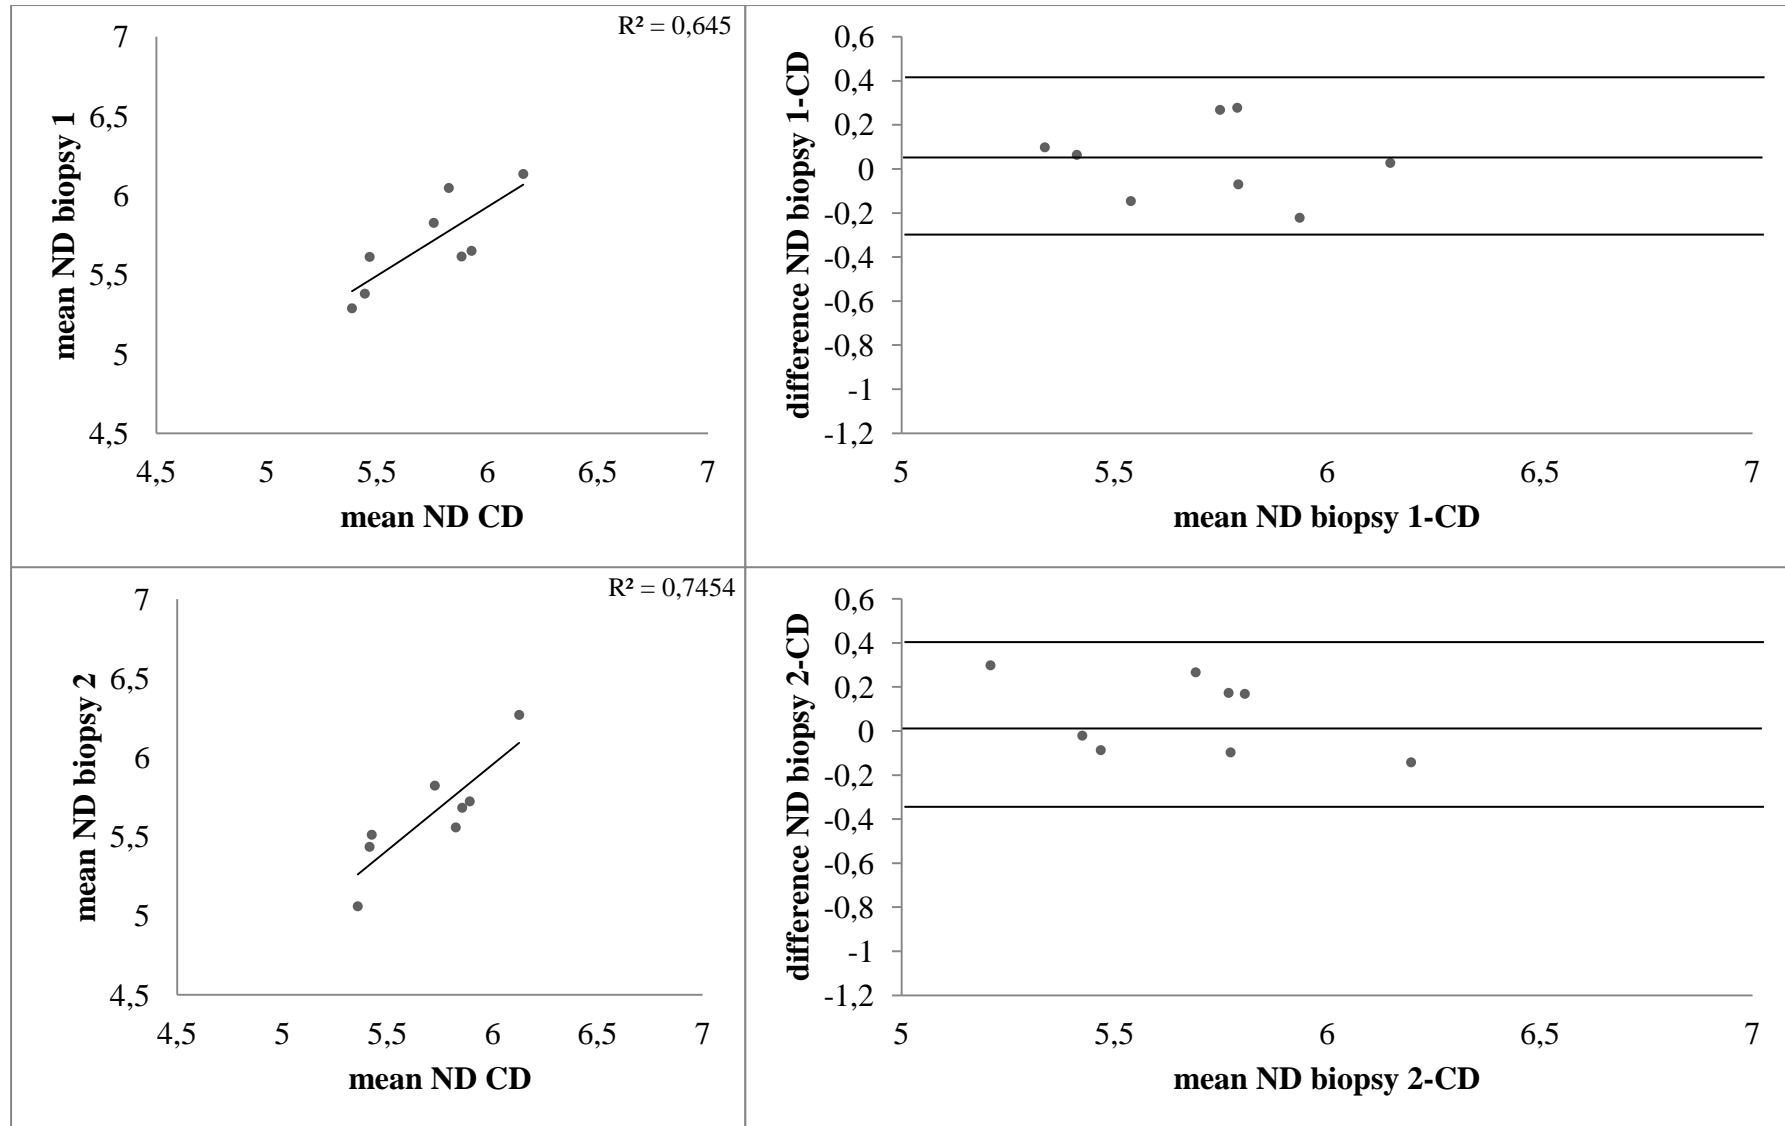 R² = 0,645
7
6,5
6
5,5
5
4,5
mean ND biopsy 1
4,5 5 5,5 6 6,5 7
mean ND CD
0,6
0,4
0,2
0
-0,2
-0,4
-0,6
-0,8
-1
-1,2
difference ND biopsy 1-CD
5 5,5 6 6,5 7
mean ND biopsy 1-CD
R² = 0,7454
7
6,5
6
5,5
5
4,5
mean ND biopsy 2
4,5 5 5,5 6 6,5 7
mean ND CD
0,6
0,4
0,2
0
-0,2
-0,4
-0,6
-0,8
-1
-1,2
difference ND biopsy 2-CD
5 5,5 6 6,5 7
mean ND biopsy 2-CD